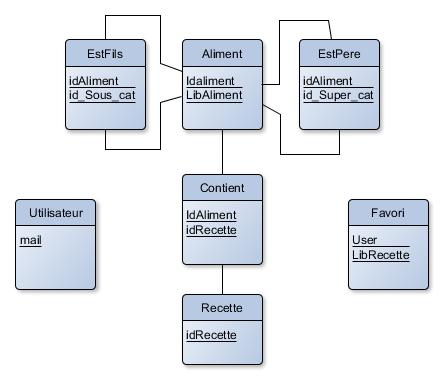 EstFils
idAliment
id_Sous_cat
Aliment
Idaliment
LibAliment
EstPere
idAliment
id_Super_cat
Contient
IdAliment
idRecette
Utilisateur
mail
Favori
User
LibRecette
Recette
idRecette